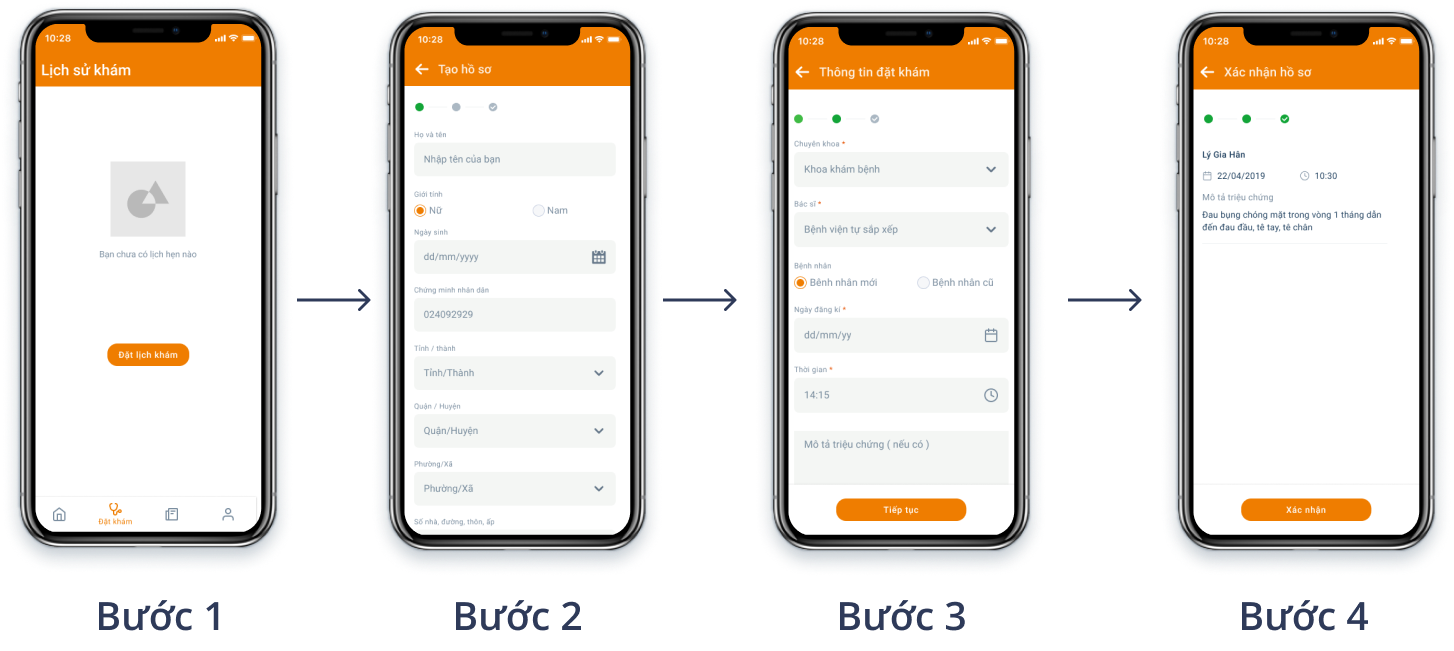 10:28
Lịch sử khám
Bạn chưa có lịch hẹn nào
Đặt lịch khám
Đặt khám
Bước 1
10:28
Tạo hồ sơ
Họ và tên
Nhập tên của bạn
Giới tính
Nữ
Nam
Ngày sinh
dd/mm/yyyy
Chứng minh nhân dân
024092929
Tỉnh / thành
Tỉnh/Thành
Quận / Huyện
Quận/Huyện
Phường/Xã
Phường/Xã
Số nhà, đường, thôn, ấp
Bước 2
10:28
Thông tin đặt khám
Chuyên khoa *
Khoa khám bệnh
Bác sĩ *
Bệnh viện tự sắp xếp
Bệnh nhân
Bênh nhân mới
Bệnh nhân cũ
Ngày đăng kí *
dd/mm/yy
Thời gian *
14:15
Mô tả triệu chứng ( nếu có )
Tiếp tục
Bước 3
10:28
Xác nhận hồ sơ
Lý Gia Hân
22/04/2019
10:30
Mô tả triệu chứng
Đau bụng chóng mặt trong vòng 1 tháng dẫn
đến đau đầu, tê tay, tê chân
Xác nhận
Bước 4